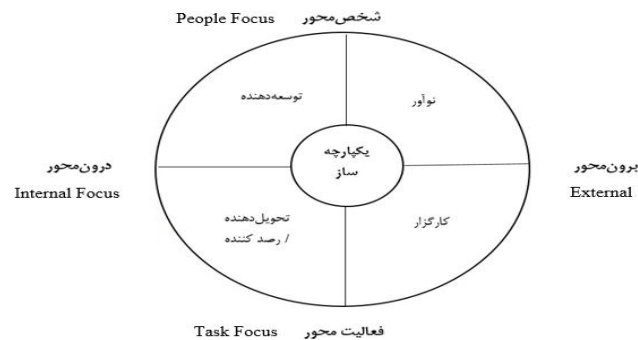 People Focus شخص‌محور
توسعه‌دهنده
نوآور
یکپارچه
ساز
درون‌محور
Internal Focus
برون‌محور
External
تحویل‌دهنده
/ رصد کننده
کارگزار
Task Focus فعالیت محور